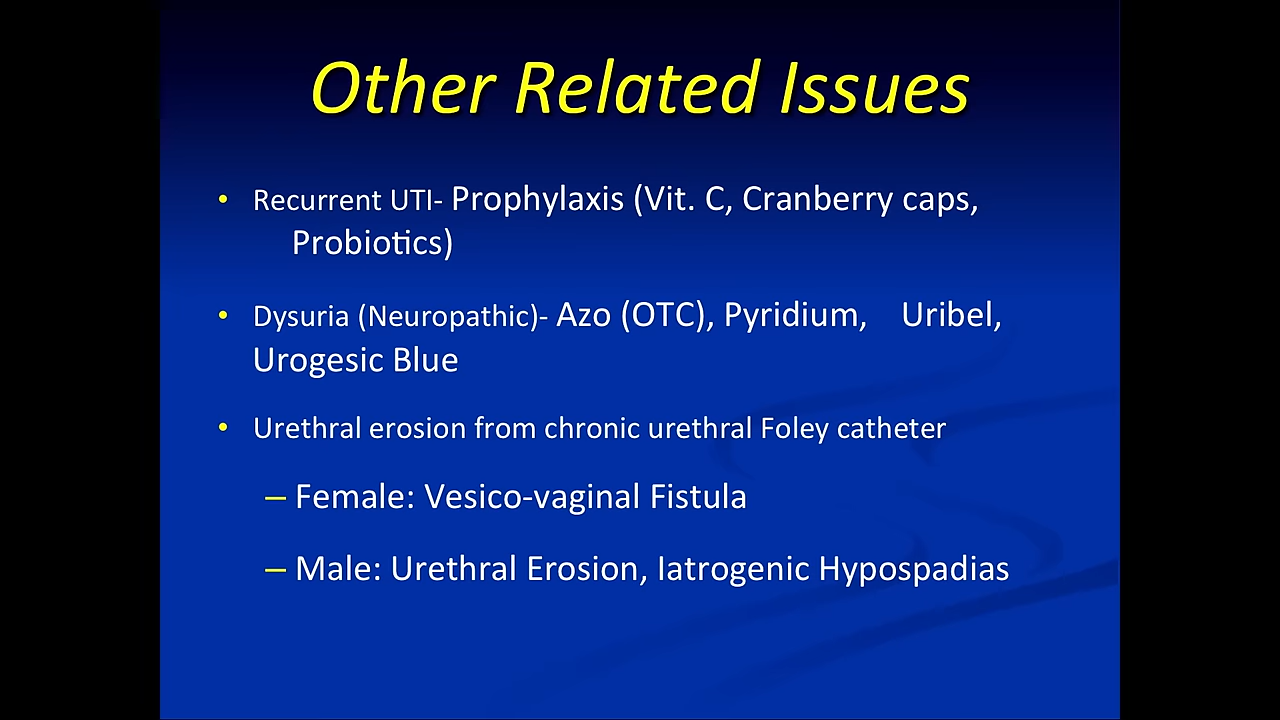 Other Related Issues
• Recurrent UTI- Prophylaxis (Vit. C, Cranberry caps,
Probiotics)
• Dysuria (Neuropathic)- Azo (OTC), Pyridium, Uribel,
Urogesic Blue
• Urethral erosion from chronic urethral Foley catheter
– Female: Vesico-vaginal Fistula
– Male: Urethral Erosion, Iatrogenic Hypospadias